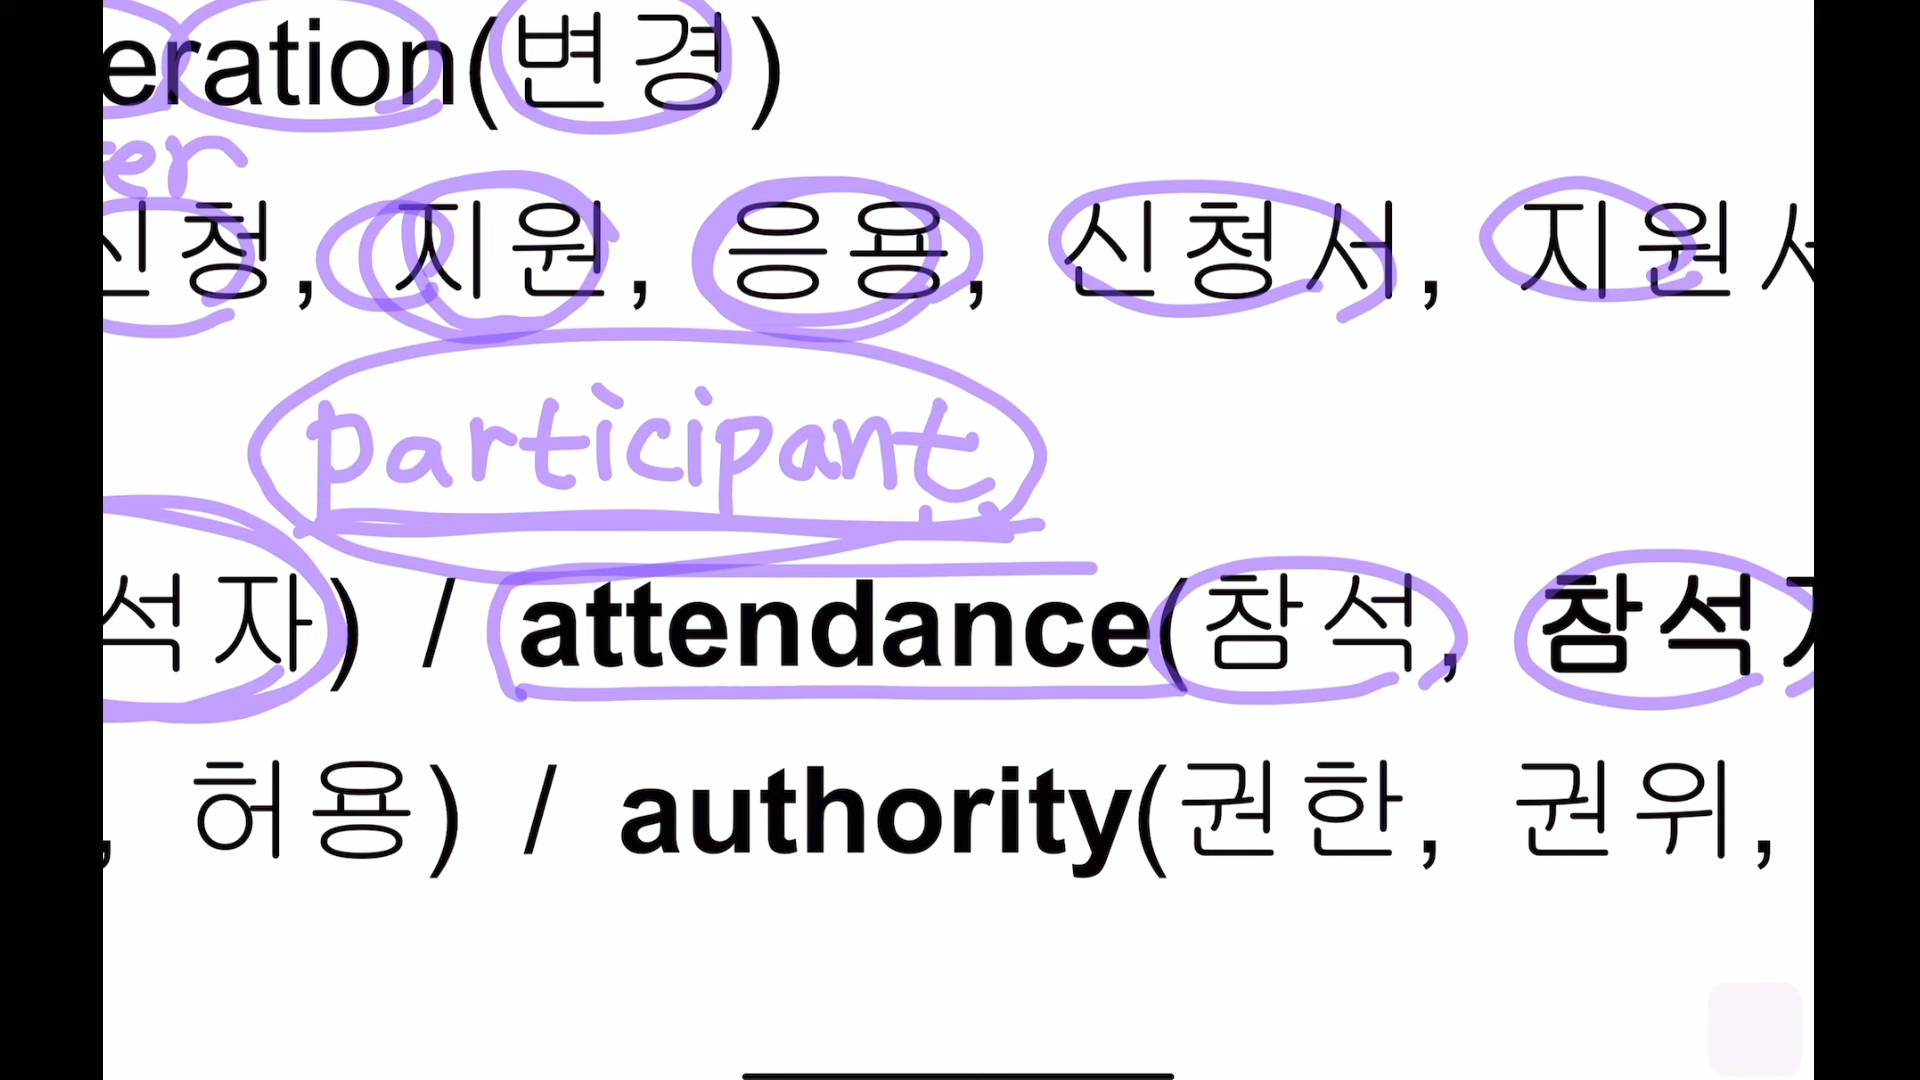 eration(변경)
er
신청, 지원, 응용, 신청서, 지원서
participant
석자) / attendance(참석, 참석자
, 허용) / authority(권한, 권위,